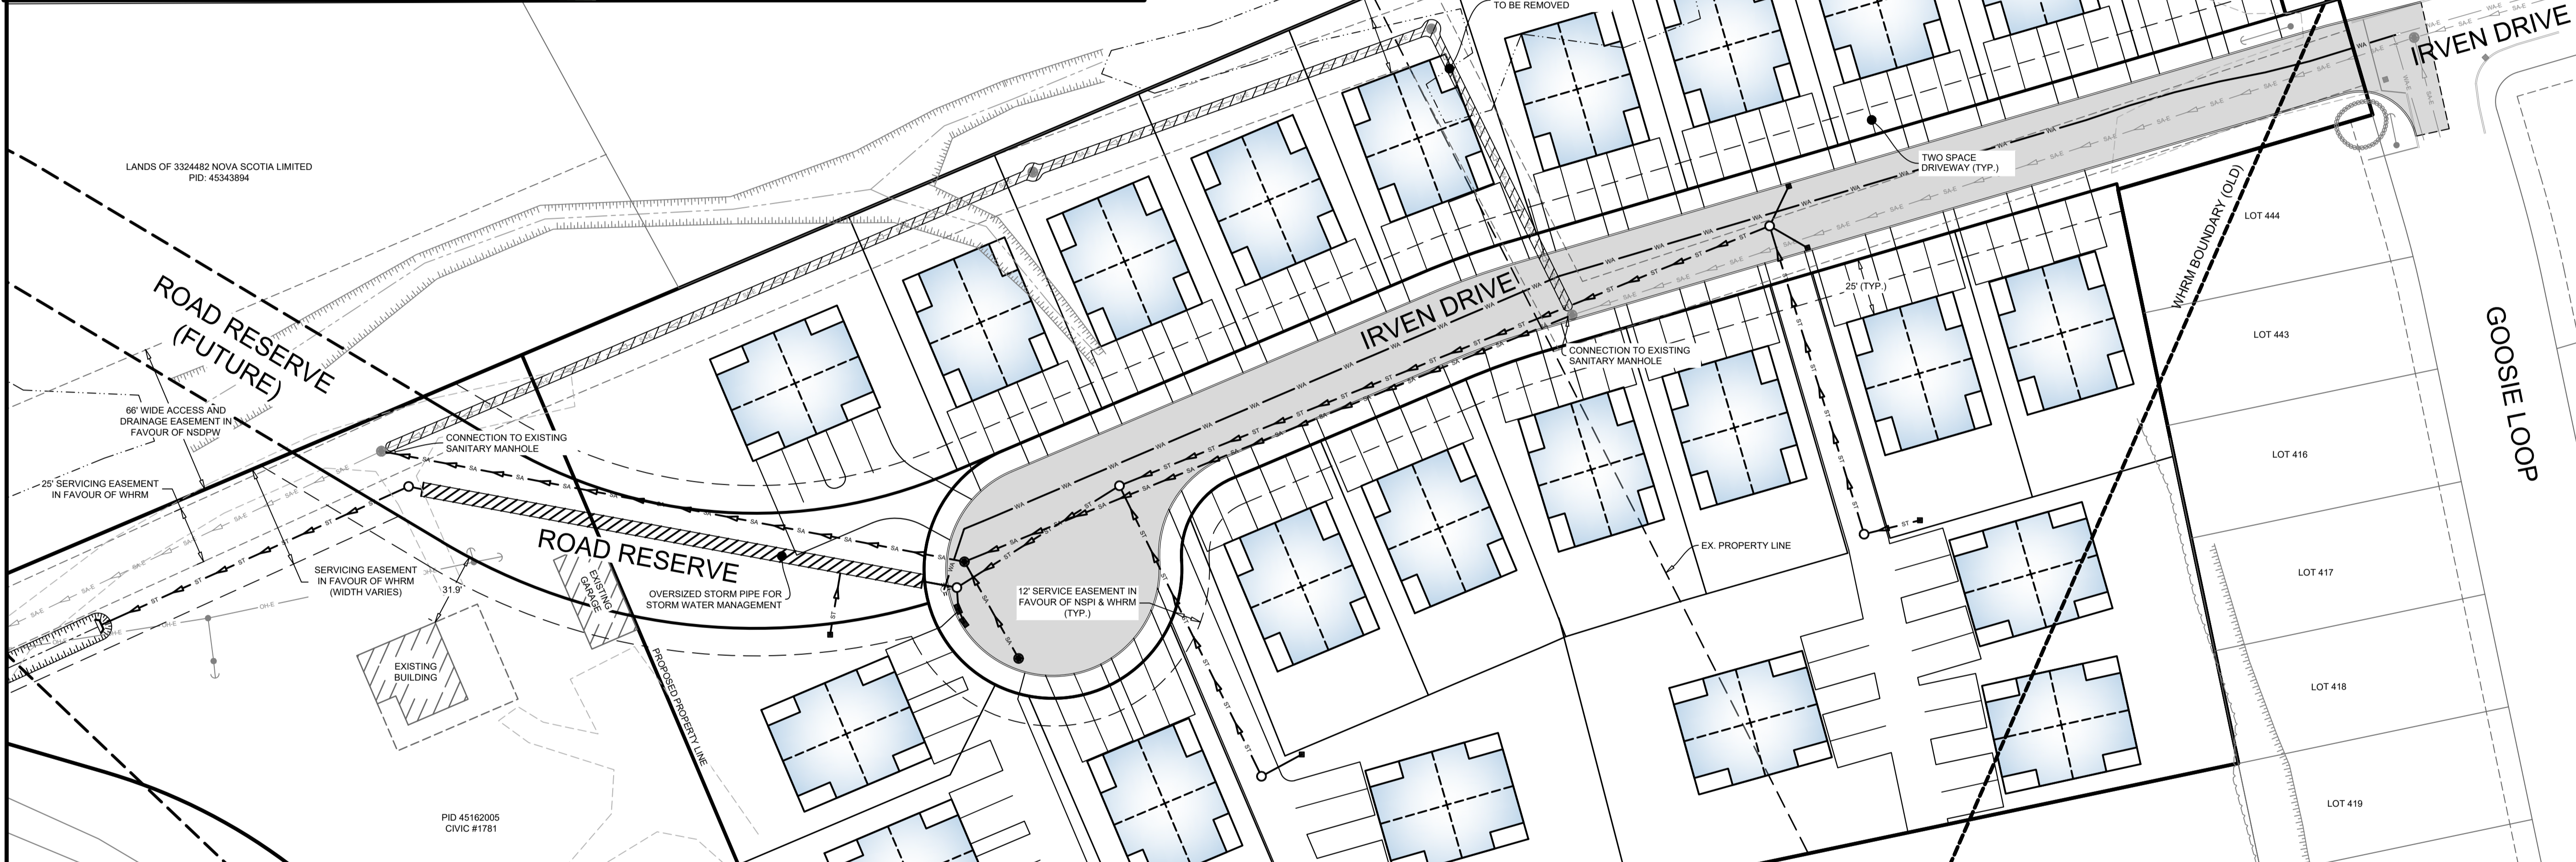 TO BE REMOVED
IRVEN DRIVE
LANDS OF 3324482 NOVA SCOTIA LIMITED
PID: 45343894
TWO SPACE
DRIVEWAY (TYP.)
WHRM BOUNDARY (OLD)
LOT 444
ROAD RESERVE
(FUTURE)
25' (TYP.)
IRVEN DRIVE
LOT 443
GOOSIE LOOP
CONNECTION TO EXISTING
SANITARY MANHOLE
66' WIDE ACCESS AND
DRAINAGE EASEMENT IN
FAVOUR OF NSDPW
CONNECTION TO EXISTING
SANITARY MANHOLE
LOT 416
25' SERVICING EASEMENT
IN FAVOUR OF WHRM
ROAD RESERVE
EX. PROPERTY LINE
SERVICING EASEMENT
IN FAVOUR OF WHRM
(WIDTH VARIES)
31.9'
EXISTING
GARAGE
OVERSIZED STORM PIPE FOR
STORM WATER MANAGEMENT
12' SERVICE EASEMENT IN
FAVOUR OF NSPI & WHRM
(TYP.)
LOT 417
EXISTING
BUILDING
PROPOSED PROPERTY LINE
LOT 418
LOT 419
PID 45162005
CIVIC #1781